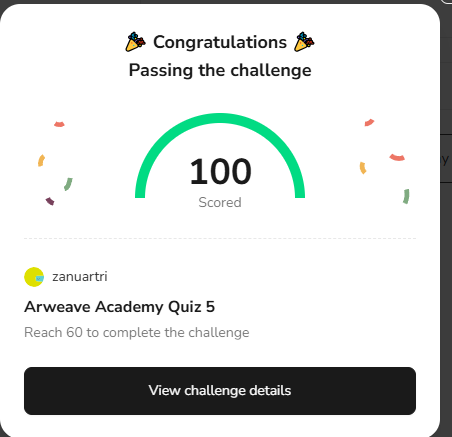 🎉 Congratulations 🎉
Passing the challenge
100
Scored
zanuartri
Arweave Academy Quiz 5
Reach 60 to complete the challenge
View challenge details